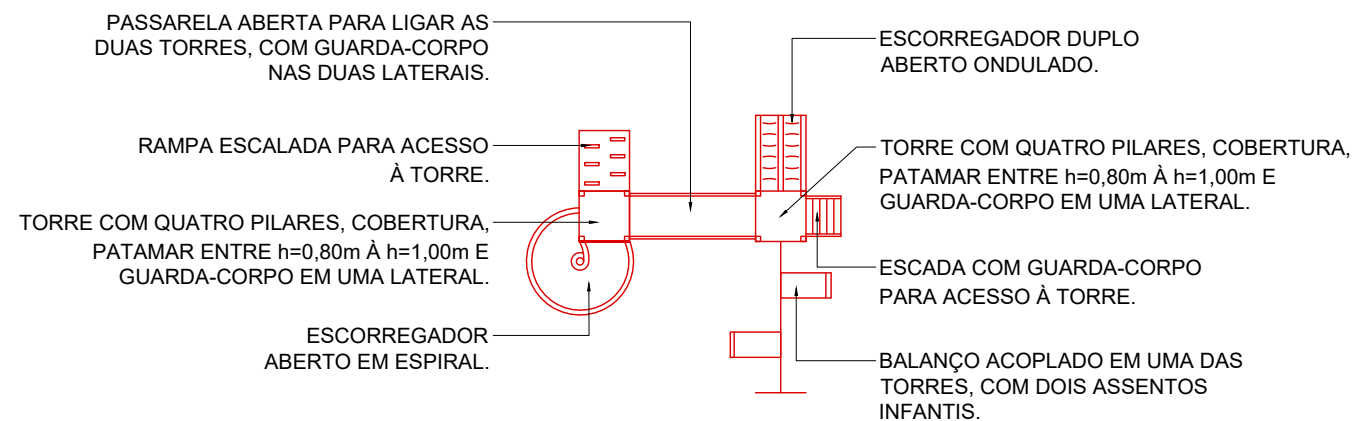 PASSARELA ABERTA PARA LIGAR AS
DUAS TORRES, COM GUARDA-CORPO
NAS DUAS LATERAIS.
RAMPA ESCALADA PARA ACESSO
À TORRE.
TORRE COM QUATRO PILARES, COBERTURA,
PATAMAR ENTRE h=0,80m À h=1,00m E
GUARDA-CORPO EM UMA LATERAL.
ESCORREGADOR
ABERTO EM ESPIRAL.
ESCORREGADOR DUPLO
ABERTO ONDULADO.
TORRE COM QUATRO PILARES, COBERTURA,
PATAMAR ENTRE h=0,80m À h=1,00m E
GUARDA-CORPO EM UMA LATERAL.
ESCADA COM GUARDA-CORPO
PARA ACESSO À TORRE.
BALANÇO ACOPLADO EM UMA DAS
TORRES, COM DOIS ASSENTOS
INFANTIS.